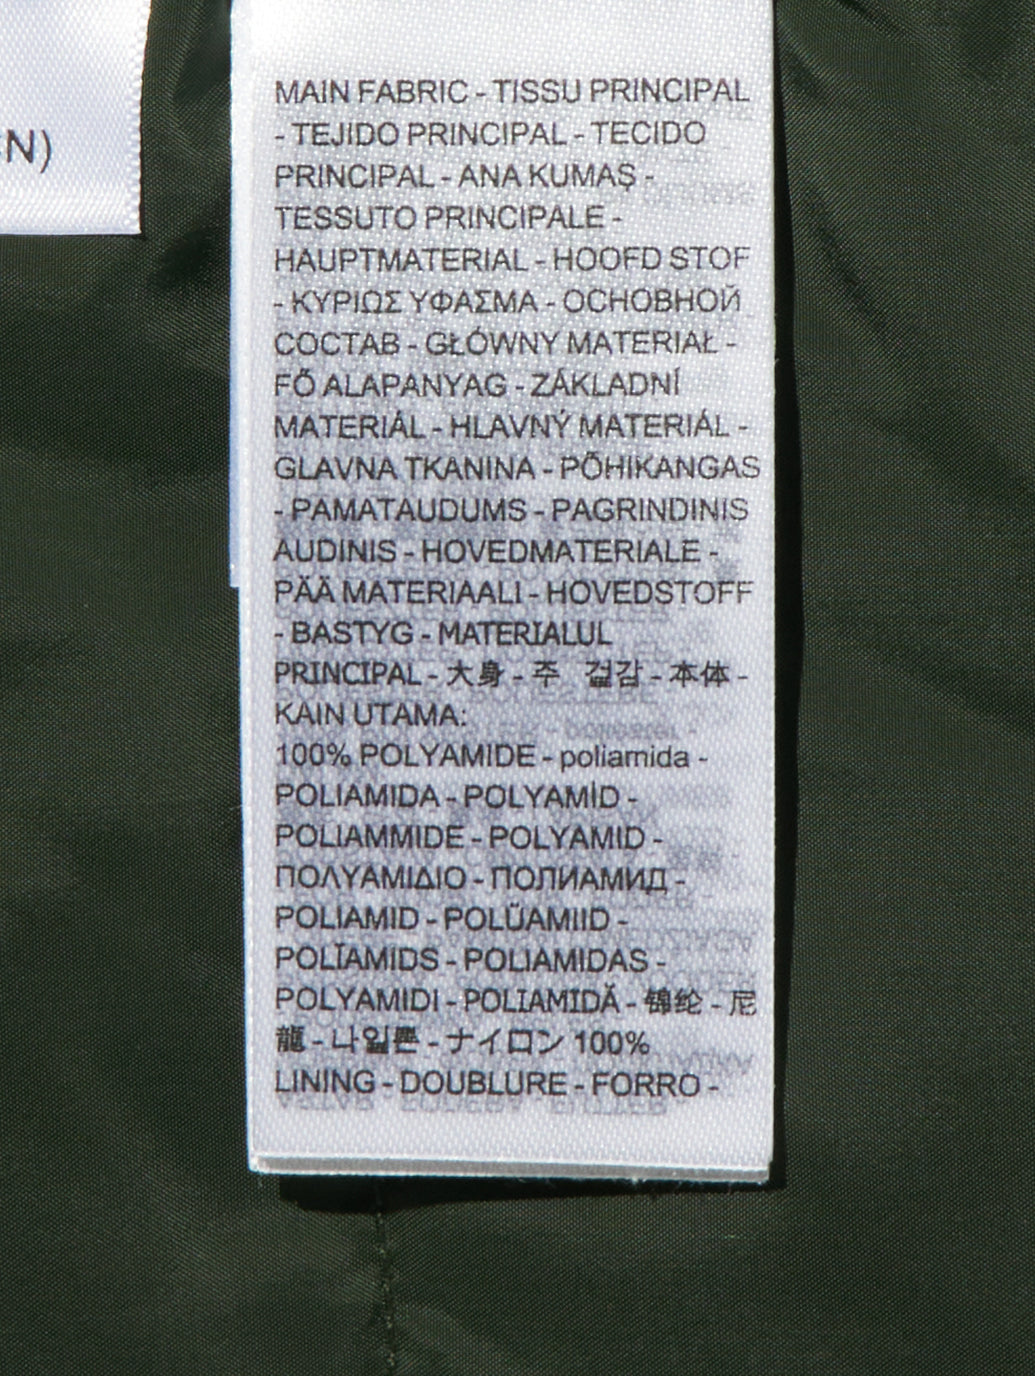 N)
MAIN FABRIC - TISSU PRINCIPAL
- TEJIDO PRINCIPAL - TECIDO
PRINCIPAL - ANA KUMAŞ -
TESSUTO PRINCIPALE -
HAUPTMATERIAL - HOOFD STOF
- ΚΥΡΙΩΣ ΥΦΑΣΜΑ - ОСНОВНОЙ
СОСТАВ - GŁÓWNY MATERIAŁ -
FŐ ALAPANYAG - ZÁKLADNÍ
MATERIÁL - HLAVNÝ MATERIÁL -
GLAVNA TKANINA - PÕHIKANGAS
- PAMATAUDUMS - PAGRINDINIS
AUDINIS - HOVEDMATERIALE -
PÄÄ MATERIAALI - HOVEDSTOFF
- BASTYG - MATERIALUL
PRINCIPAL - 大身 - 주 겉감 - 本体 -
KAIN UTAMA:
100% POLYAMIDE - poliamida -
POLIAMIDA - POLYAMİD -
POLIAMMIDE - POLYAMID -
ΠΟΛΥΑΜΙΔΙΟ - ПОЛИАМИД -
POLIAMID - POLÜAMIID -
POLĪAMIDS - POLIAMIDAS -
POLYAMIDI - POLIAMIDĂ - 锦纶 - 尼
龍 - 나일론 - ナイロン 100%
LINING - DOUBLURE - FORRO -